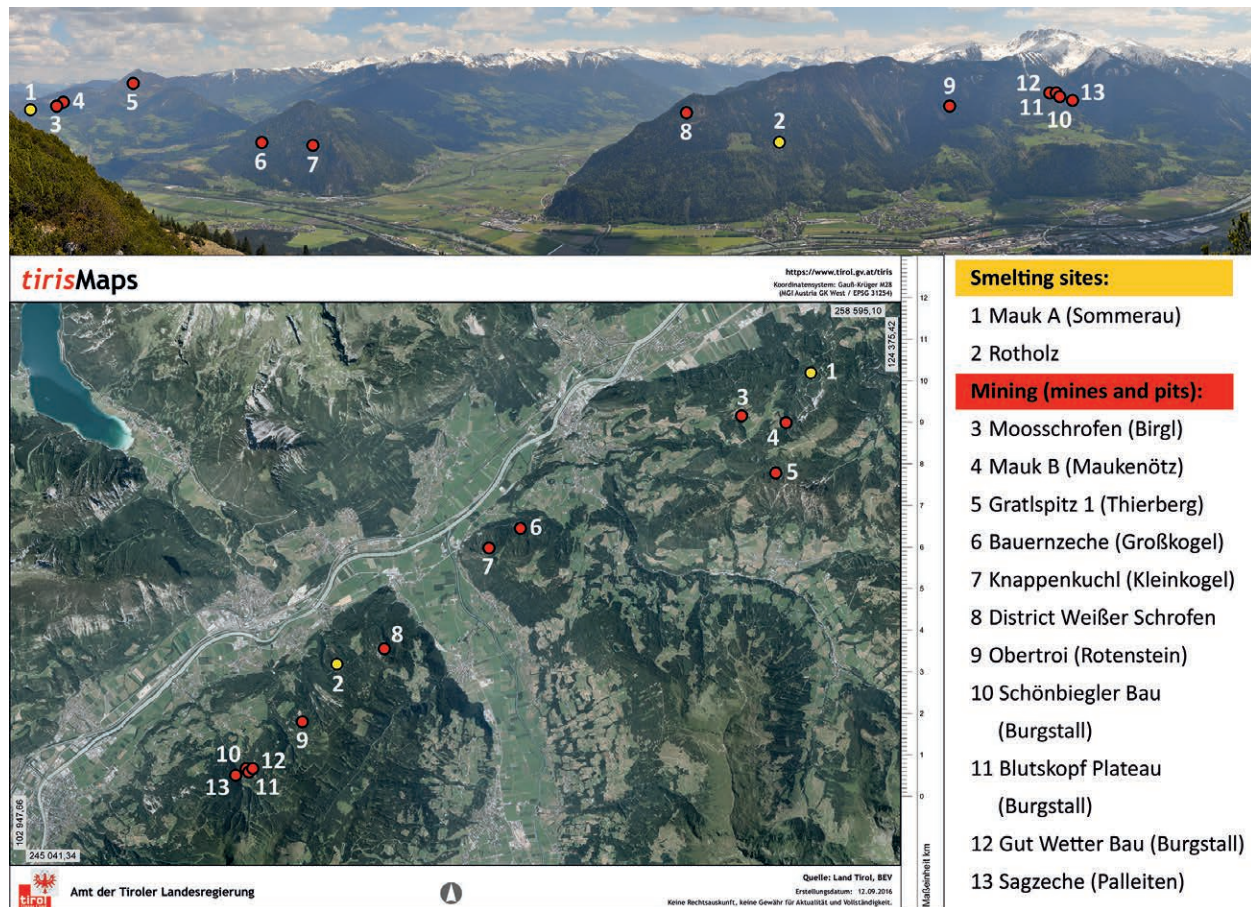 1
3
4
5
6
7
8
2
9
12
11
10
13
tirisMaps
https://www.tirol.gv.at/tiris
Koordinatensystem: Gauß-Krüger M28
(MGI Austria GK West / EPSG 31254)
258 595,10
124 375,42
1
3
4
5
6
7
8
2
9
10
12
13
11
102 947,66
245 041,34
12
11
10
9
8
7
6
5
4
3
2
1
0
Maßeinheit km
tirol
Amt der Tiroler Landesregierung
Quelle: Land Tirol, BEV
Erstellungsdatum: 12.09.2016
Keine Rechtsauskunft, keine Gewähr für Aktualität und Vollständigkeit.
Smelting sites:
1 Mauk A (Sommerau)
2 Rotholz
Mining (mines and pits):
3 Moosschrofen (Birgl)
4 Mauk B (Maukenötz)
5 Gratlspitz 1 (Thierberg)
6 Bauernzeche (Großkogel)
7 Knappenkuchl (Kleinkogel)
8 District Weißer Schrofen
9 Obertroi (Rotenstein)
10 Schönbiegler Bau
(Burgstall)
11 Blutskopf Plateau
(Burgstall)
12 Gut Wetter Bau (Burgstall)
13 Sagzeche (Palleiten)